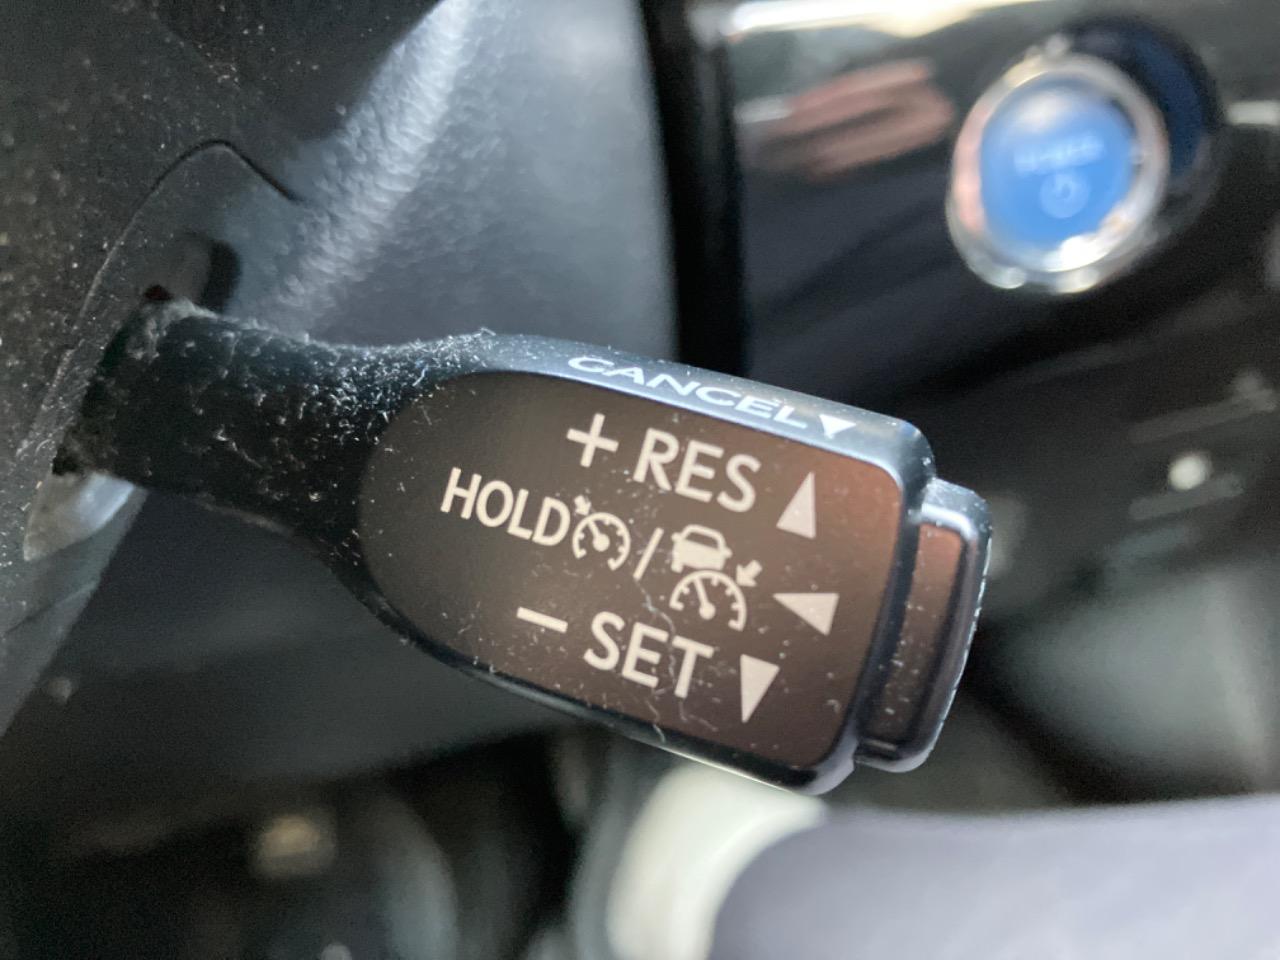 CANCEL▼
+ RES ▲
HOLD / ◀
− SET ▼